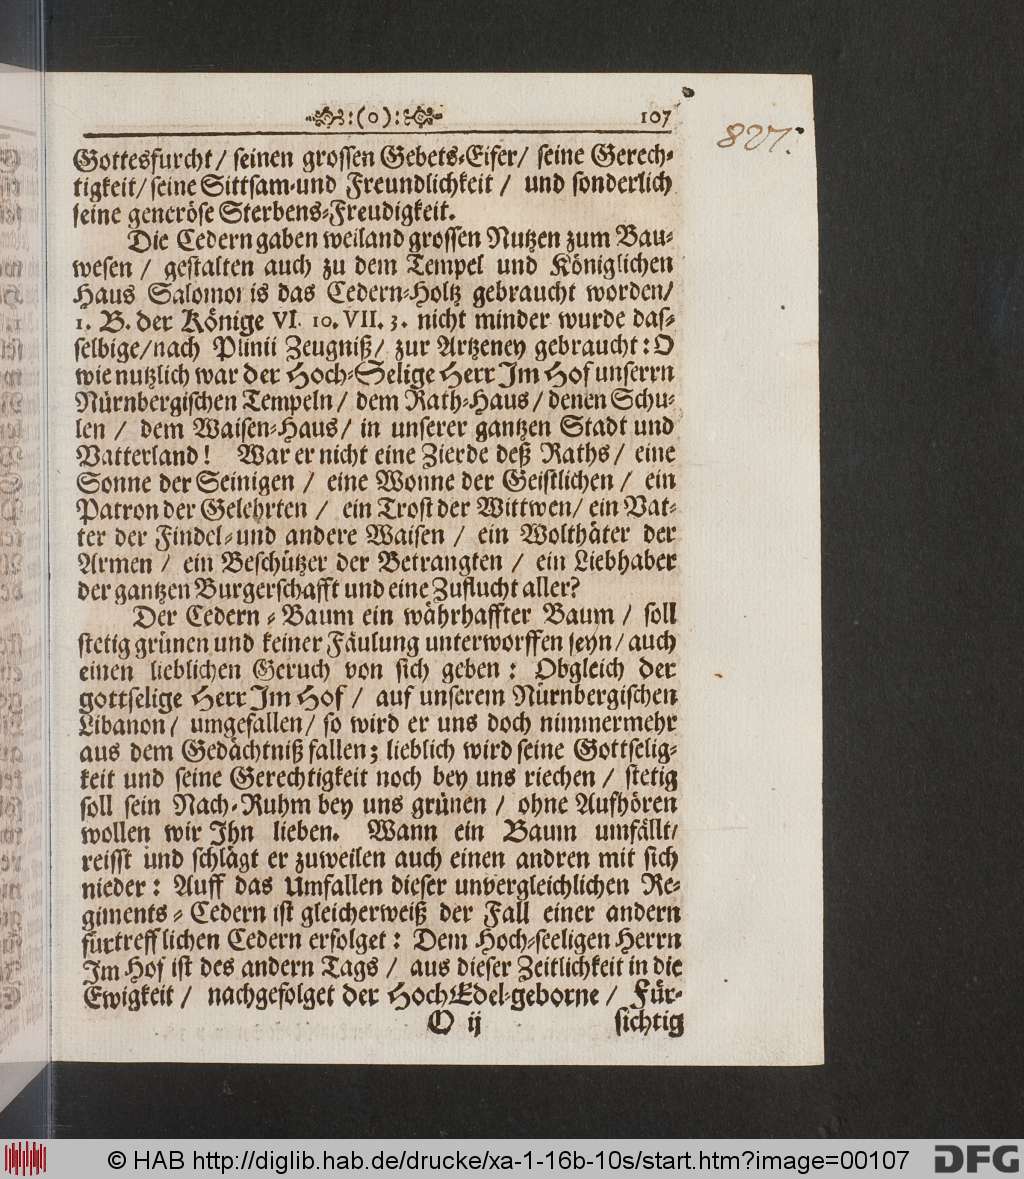 :(o): 107
827.
Gottesfurcht/ seinen grossen Gebets-Eifer/ seine Gerech-
tigkeit/ seine Sittsam-und Freundlichkeit / und sonderlich
seine generöse Sterbens-Freudigkeit.
Die Cedern gaben weiland grossen Nutzen zum Bau-
wesen / gestalten auch zu dem Tempel und Königlichen
Haus Salomonis das Cedern-Holtz gebraucht worden/
1. B. der Könige VI. 10. VII. 3. nicht minder wurde das-
selbige/nach Plinii Zeugniß/ zur Artzeney gebraucht: O
wie nutzlich war der Hoch-Selige Herr Im Hof unserrn
Nürnbergischen Tempeln / dem Rath-Haus / denen Schu-
len / dem Waisen-Haus/ in unserer gantzen Stadt und
Vatterland! War er nicht eine Zierde deß Raths/ eine
Sonne der Seinigen / eine Wonne der Geistlichen / ein
Patron der Gelehrten / ein Trost der Wittwen/ ein Vat-
ter der Findel-und andere Waisen / ein Wolthäter der
Armen / ein Beschützer der Betrangten / ein Liebhaber
der gantzen Burgerschafft und eine Zuflucht aller?
Der Cedern-Baum ein währhaffter Baum / soll
stetig grünen und keiner Fäulung unterworffen seyn/ auch
einen lieblichen Geruch von sich geben: Obgleich der
gottselige Herr Im Hof / auf unserem Nürnbergischen
Libanon/ umgefallen/ so wird er uns doch nimmermehr
aus dem Gedächtniß fallen; lieblich wird seine Gottselig-
keit und seine Gerechtigkeit noch bey uns riechen / stetig
soll sein Nach-Ruhm bey uns grünen / ohne Aufhören
wollen wir Ihn lieben. Wann ein Baum umfällt/
reisst und schlägt er zuweilen auch einen andren mit sich
nieder: Auff das Umfallen dieser unvergleichlichen Re-
giments-Cedern ist gleicherweiß der Fall einer andern
fürtrefflichen Cedern erfolget: Dem Hoch-seeligen Herrn
Im Hof ist des andern Tags / aus dieser Zeitlichkeit in die
Ewigkeit / nachgefolget der HochEdel-geborne / Für-
O ij sichtig
© HAB http://diglib.hab.de/drucke/xa-1-16b-10s/start.htm?image=00107 DFG